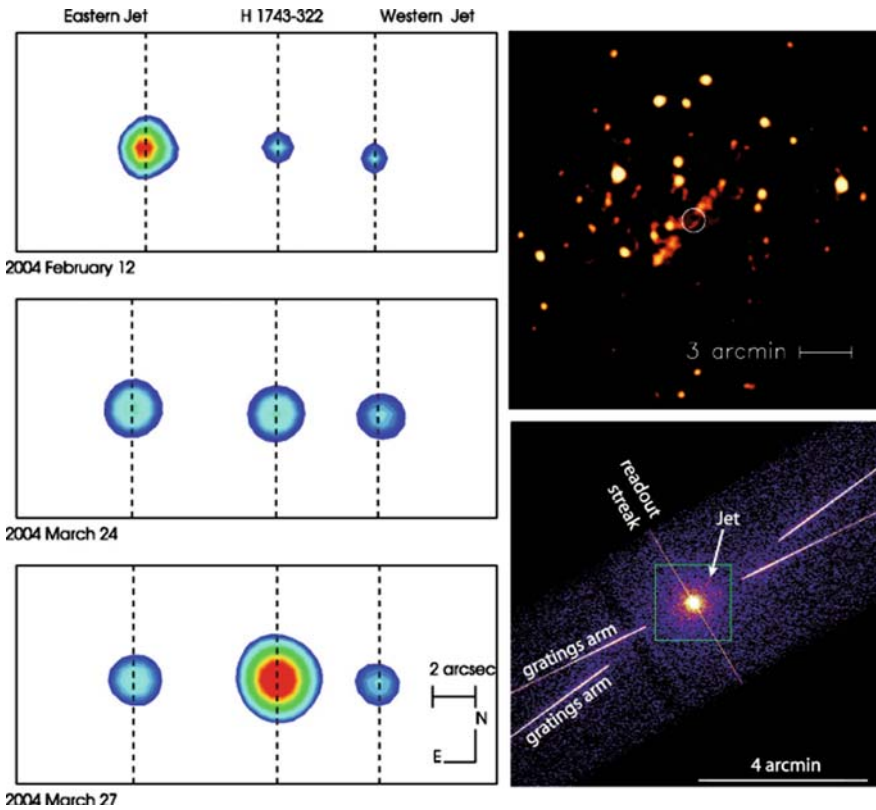 Eastern Jet H 1743-322 Western Jet
2004 February 12
2004 March 24
2 arcsec
N
E
2004 March 27
3 arcmin
readout
streak
Jet
gratings arm
gratings arm
4 arcmin